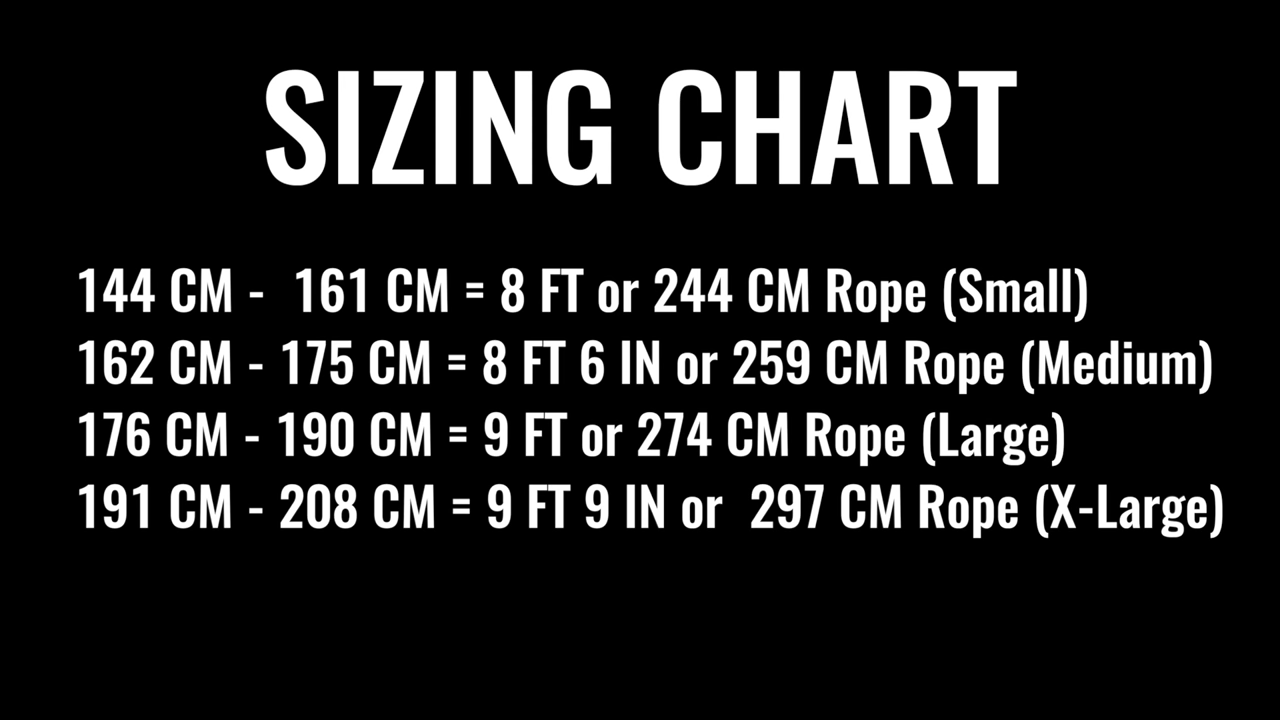 SIZING CHART
144 CM - 161 CM = 8 FT or 244 CM Rope (Small)
162 CM - 175 CM = 8 FT 6 IN or 259 CM Rope (Medium)
176 CM - 190 CM = 9 FT or 274 CM Rope (Large)
191 CM - 208 CM = 9 FT 9 IN or 297 CM Rope (X-Large)